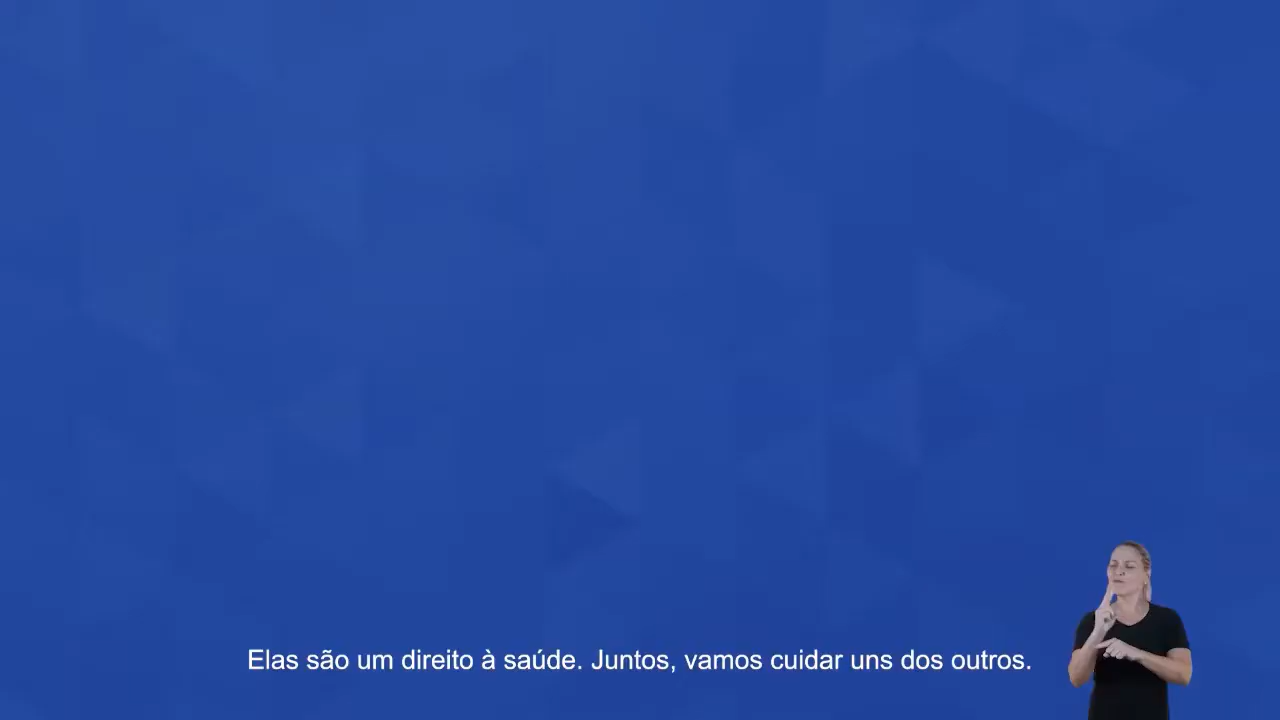 Elas são um direito à saúde. Juntos, vamos cuidar uns dos outros.